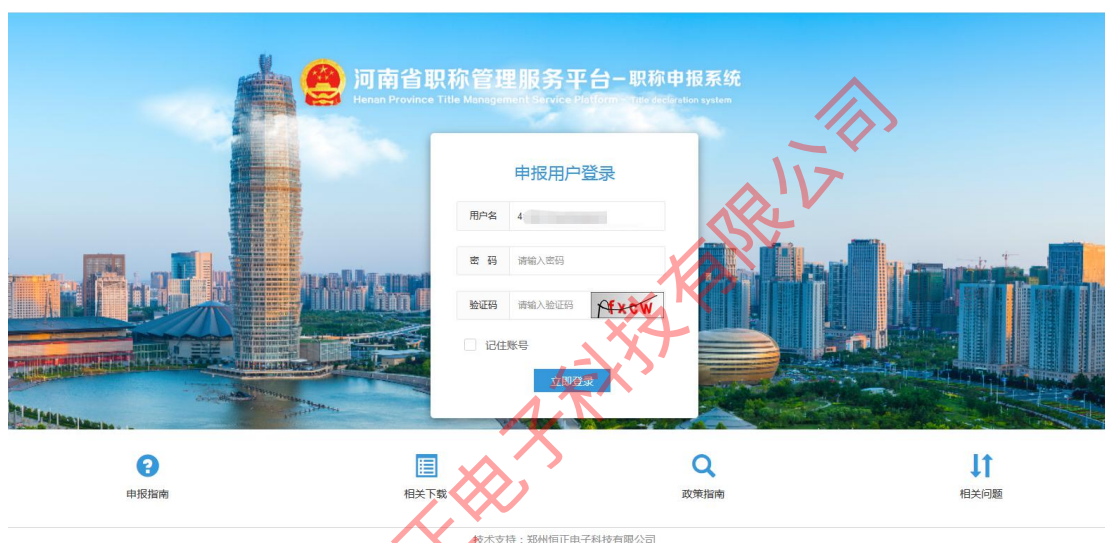 河南省职称管理服务平台-职称申报系统
Henan Province Title Management Service Platform - Title declaration system
申报用户登录
用户名 4
密 码 请输入密码
验证码 请输入验证码
记住账号
立即登录
申报指南 相关下载 政策指南 相关问题
技术支持：郑州恒正电子科技有限公司
正电子科技有限公司